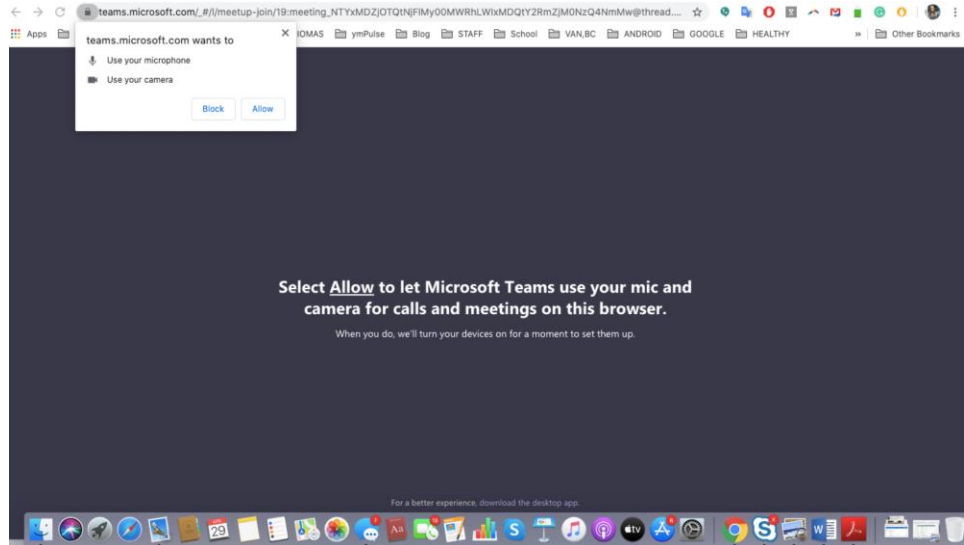 teams.microsoft.com/_#/l/meetup-join/19:meeting_NTYxMDZjOTQtNjFlMy00MWRhLWIxMDQtY2RmZjM0NzQ4NmMw@thread....
Apps IOMAS ymPulse Blog STAFF School VAN,BC ANDROID GOOGLE HEALTHY » Other Bookmarks
teams.microsoft.com wants to
Use your microphone
Use your camera
Block Allow
Select Allow to let Microsoft Teams use your mic and
camera for calls and meetings on this browser.
When you do, we'll turn your devices on for a moment to set them up.
For a better experience, download the desktop app.
29